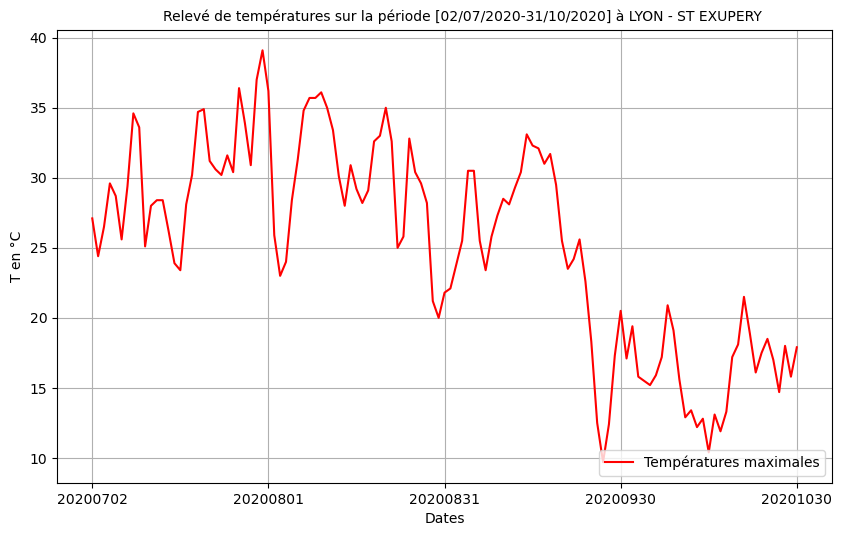 Relevé de températures sur la période [02/07/2020-31/10/2020] à LYON - ST EXUPERY
T en °C
40
35
30
25
20
15
10
Températures maximales
20200702 20200801 20200831 20200930 20201030
Dates